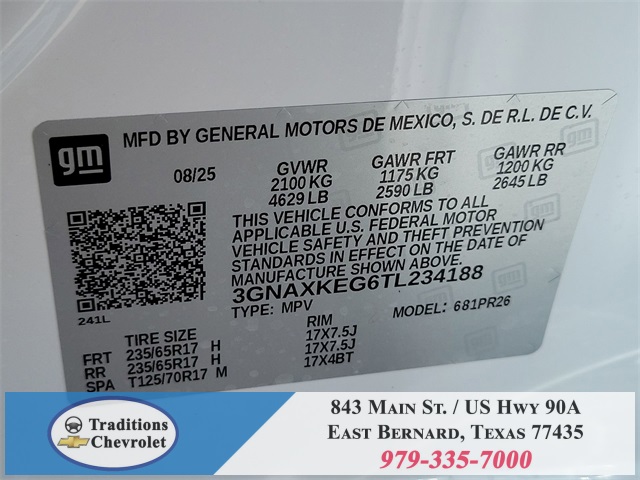 gm
MFD BY GENERAL MOTORS DE MEXICO, S. DE R.L. DE C.V.
08/25 GVWR GAWR FRT GAWR RR
2100 KG 1175 KG 1200 KG
4629 LB 2590 LB 2645 LB
THIS VEHICLE CONFORMS TO ALL
APPLICABLE U.S. FEDERAL MOTOR
VEHICLE SAFETY AND THEFT PREVENTION
STANDARDS IN EFFECT ON THE DATE OF
MANUFACTURE SHOWN ABOVE.
3GNAXKEG6TL234188
TYPE: MPV MODEL: 681PR26
241L
TIRE SIZE RIM
FRT 235/65R17 H 17X7.5J
RR 235/65R17 H 17X7.5J
SPA T125/70R17 M 17X4BT
Traditions
Chevrolet
843 Main St. / US Hwy 90A
East Bernard, Texas 77435
979-335-7000